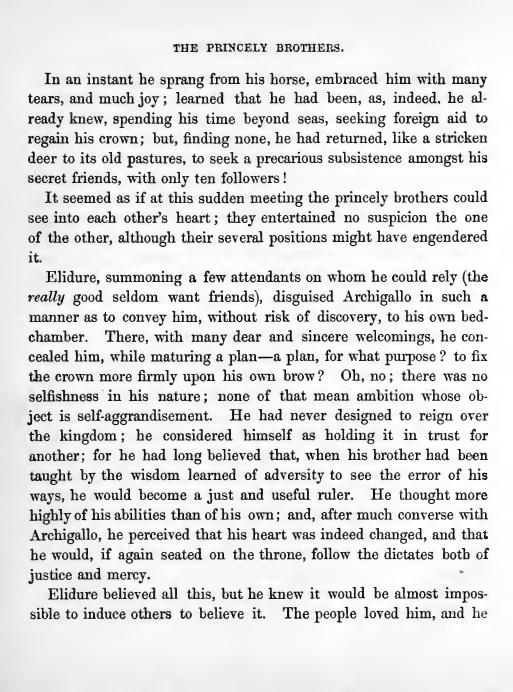 THE PRINCELY BROTHERS.
In an instant he sprang from his horse, embraced him with many
tears, and much joy; learned that he had been, as, indeed, he al-
ready knew, spending his time beyond seas, seeking foreign aid to
regain his crown; but, finding none, he had returned, like a stricken
deer to its old pastures, to seek a precarious subsistence amongst his
secret friends, with only ten followers!
It seemed as if at this sudden meeting the princely brothers could
see into each other's heart; they entertained no suspicion the one
of the other, although their several positions might have engendered
it.
Elidure, summoning a few attendants on whom he could rely (the
really good seldom want friends), disguised Archigallo in such a
manner as to convey him, without risk of discovery, to his own bed-
chamber. There, with many dear and sincere welcomings, he con-
cealed him, while maturing a plan—a plan, for what purpose? to fix
the crown more firmly upon his own brow? Oh, no; there was no
selfishness in his nature; none of that mean ambition whose ob-
ject is self-aggrandisement. He had never designed to reign over
the kingdom; he considered himself as holding it in trust for
another; for he had long believed that, when his brother had been
taught by the wisdom learned of adversity to see the error of his
ways, he would become a just and useful ruler. He thought more
highly of his abilities than of his own; and, after much converse with
Archigallo, he perceived that his heart was indeed changed, and that
he would, if again seated on the throne, follow the dictates both of
justice and mercy.
Elidure believed all this, but he knew it would be almost impos-
sible to induce others to believe it. The people loved him, and he